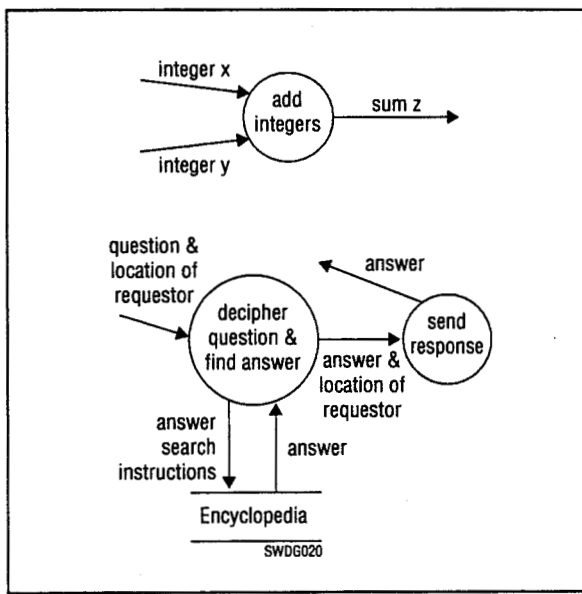 integer x
add
integers
sum z
integer y
question &
location of
requestor
answer
decipher
question &
find answer
send
response
answer &
location of
requestor
answer
search
instructions
answer
Encyclopedia
SWDG020